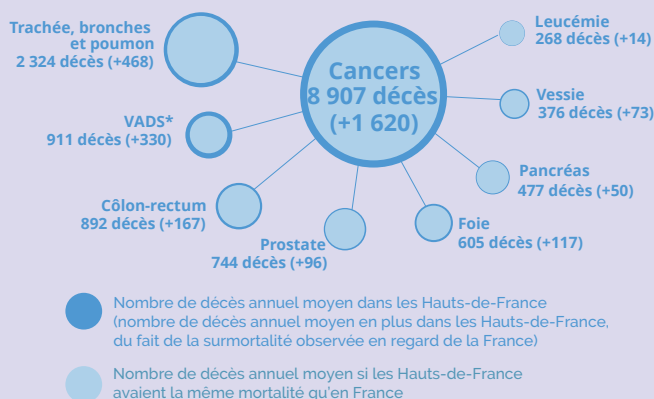 Trachée, bronches
et poumon
2 324 décès (+468)
Leucémie
268 décès (+14)
Cancers
8 907 décès
(+1 620)
Vessie
376 décès (+73)
VADS*
911 décès (+330)
Pancréas
477 décès (+50)
Côlon-rectum
892 décès (+167)
Foie
605 décès (+117)
Prostate
744 décès (+96)
Nombre de décès annuel moyen dans les Hauts-de-France
(nombre de décès annuel moyen en plus dans les Hauts-de-France,
du fait de la surmortalité observée en regard de la France)
Nombre de décès annuel moyen si les Hauts-de-France
avaient la même mortalité qu'en France